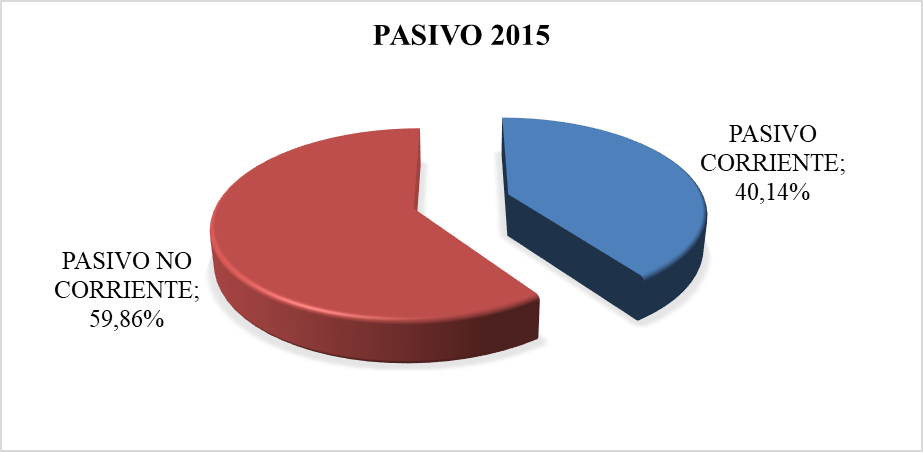 PASIVO 2015
PASIVO
CORRIENTE;
40,14%
PASIVO NO
CORRIENTE;
59,86%